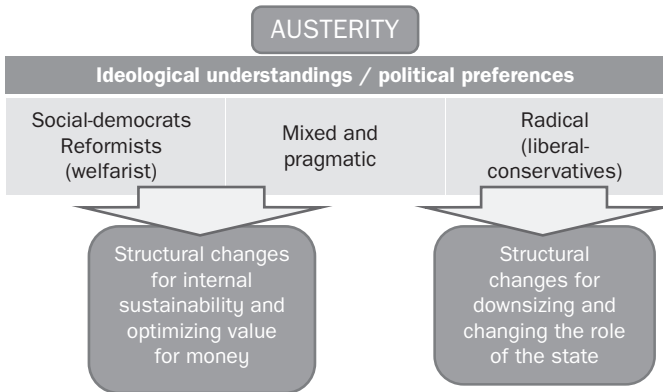 AUSTERITY
Ideological understandings / political preferences
Social-democrats
Reformists
(welfarist)
Mixed and
pragmatic
Radical
(liberal-
conservatives)
Structural changes
for internal
sustainability and
optimizing value
for money
Structural
changes for
downsizing and
changing the role
of the state